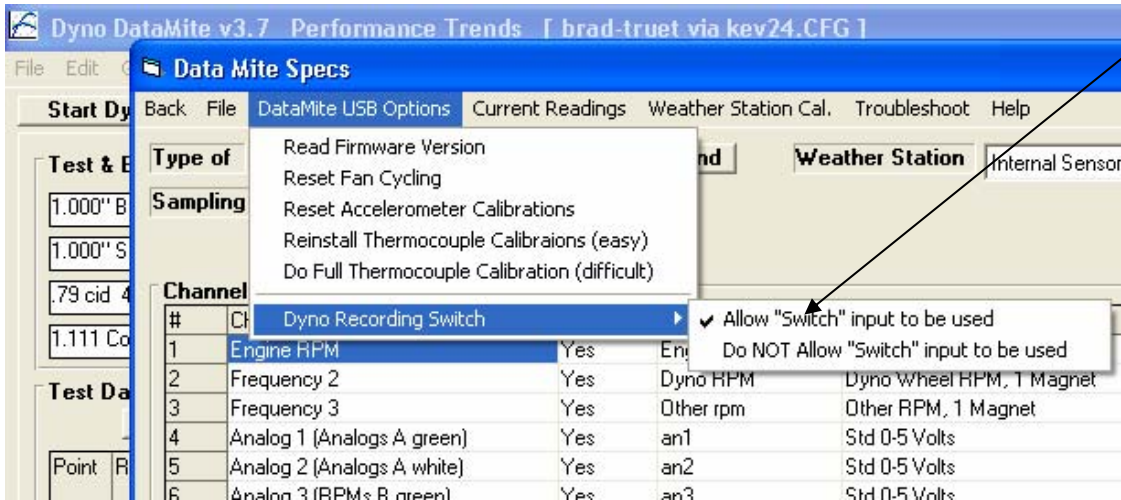 Dyno DataMite v3.7 Performance Trends [ brad-truet via kev24.CFG ]
File Edit
Data Mite Specs
Start Dy
Back File DataMite USB Options Current Readings Weather Station Cal. Troubleshoot Help
Test & E
Type of
nd
Weather Station
Internal Sensor
Sampling
1.000" B
1.000" S
.79 cid 4
1.111 Co
Test Da
Point R
Read Firmware Version
Reset Fan Cycling
Reset Accelerometer Calibrations
Reinstall Thermocouple Calibraions (easy)
Do Full Thermocouple Calibration (difficult)
Dyno Recording Switch
Allow "Switch" input to be used
Do NOT Allow "Switch" input to be used
Channel
# Ch
1 Engine RPM Yes Eng
2 Frequency 2 Yes Dyno RPM Dyno Wheel RPM, 1 Magnet
3 Frequency 3 Yes Other rpm Other RPM, 1 Magnet
4 Analog 1 (Analogs A green) Yes an1 Std 0-5 Volts
5 Analog 2 (Analogs A white) Yes an2 Std 0-5 Volts
6 Analog 3 (RPMs B green) Yes an3 Std 0-5 Volts